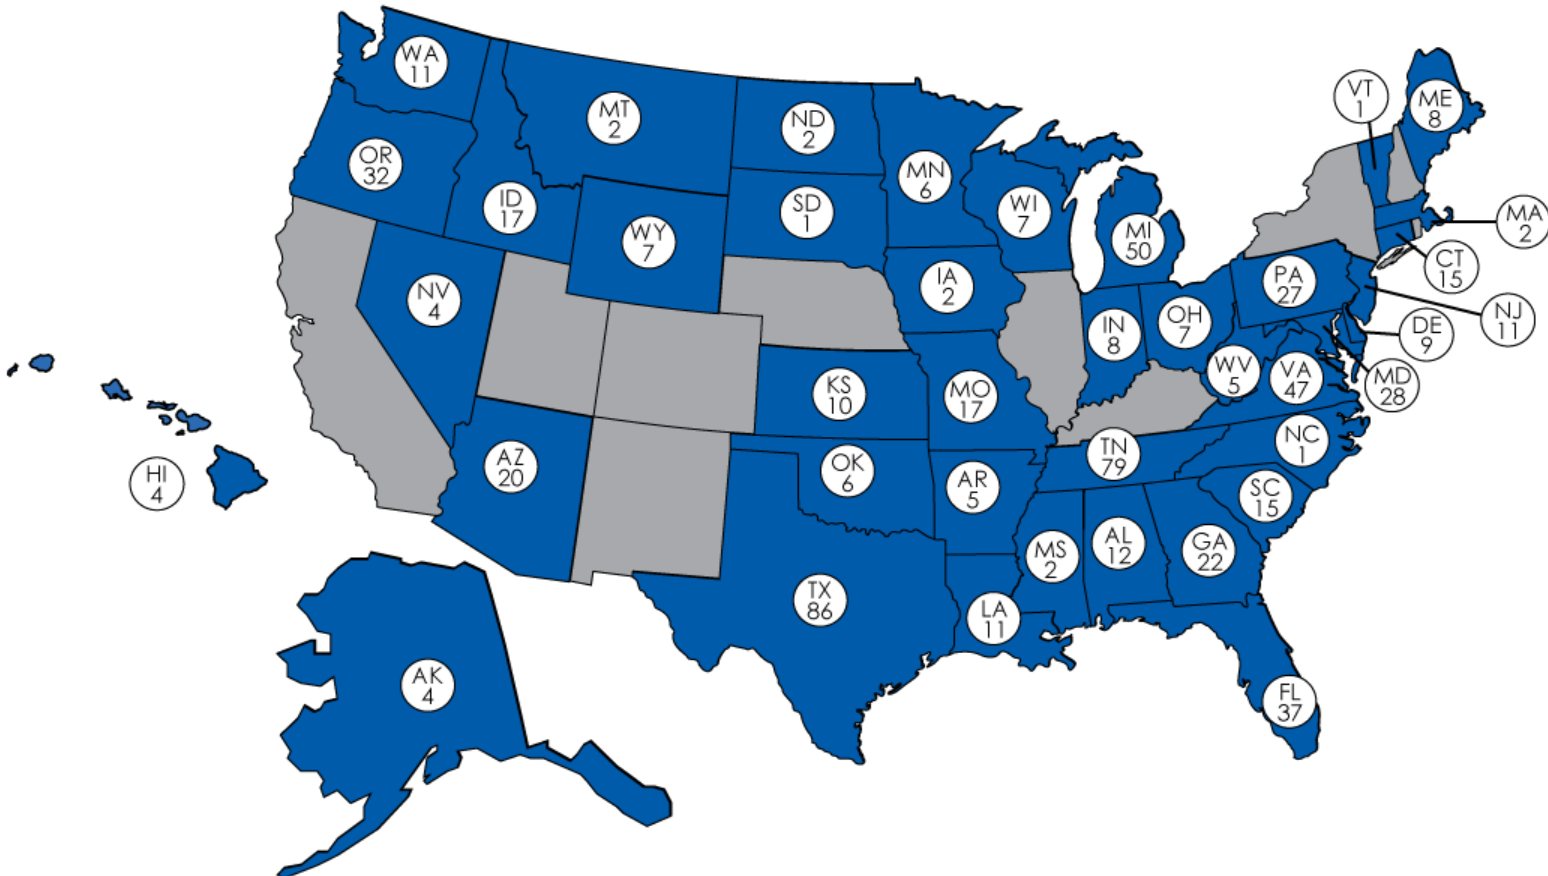 WA
11
MT
2
ND
2
MN
6
VT
1
ME
8
OR
32
ID
17
WY
7
SD
1
WI
7
MI
50
MA
2
CT
15
NV
4
IA
2
IN
8
OH
7
PA
27
NJ
11
DE
9
MD
28
WV
5
VA
47
KS
10
MO
17
TN
79
NC
1
HI
4
AZ
20
OK
6
AR
5
SC
15
MS
2
AL
12
GA
22
TX
86
LA
11
AK
4
FL
37